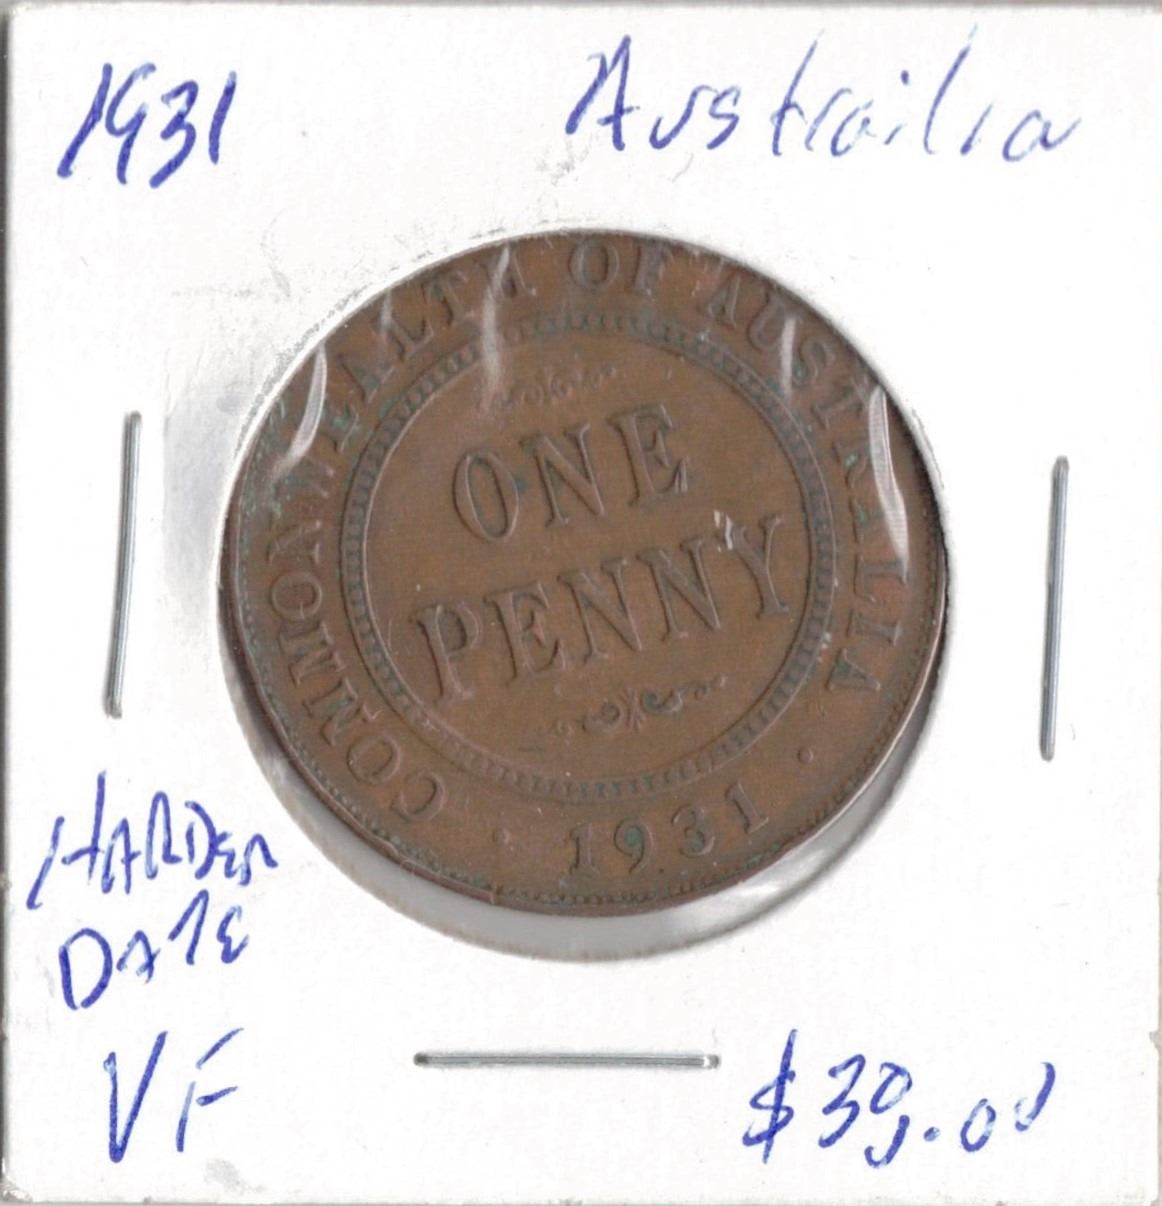 1931 Austrailia
COMMONWEALTH OF AUSTRALIA
ONE
PENNY
· 1931 ·
HARDER
DATE
VF
$39.00